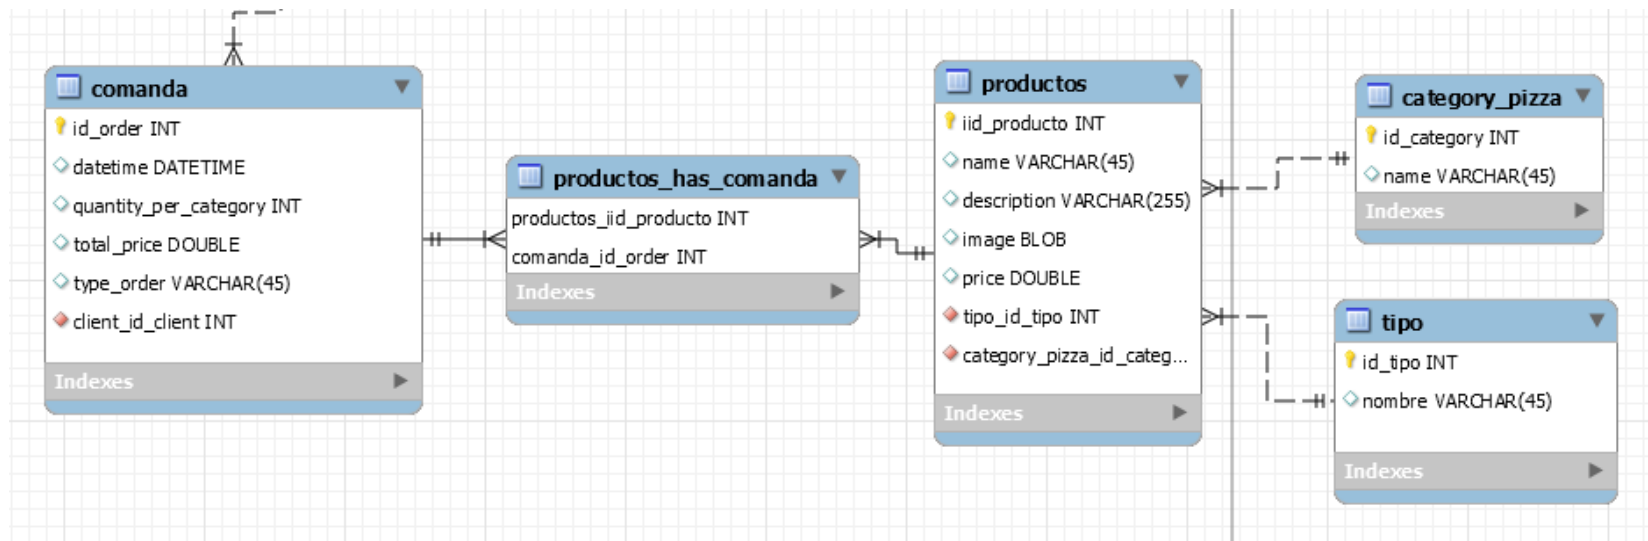 comanda
id_order INT
datetime DATETIME
quantity_per_category INT
total_price DOUBLE
type_order VARCHAR(45)
client_id_client INT
Indexes
productos_has_comanda
productos_iid_producto INT
comanda_id_order INT
Indexes
productos
iid_producto INT
name VARCHAR(45)
description VARCHAR(255)
image BLOB
price DOUBLE
tipo_id_tipo INT
category_pizza_id_categ...
Indexes
category_pizza
id_category INT
name VARCHAR(45)
Indexes
tipo
id_tipo INT
nombre VARCHAR(45)
Indexes